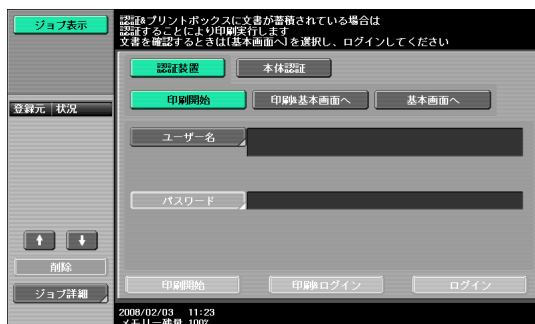 ジョブ表示
認証&プリントボックスに文書が蓄積されている場合は
認証することにより印刷実行します
文書を確認するときは[基本画面へ]を選択し、ログインしてください
認証装置
本体認証
印刷開始
印刷&基本画面へ
基本画面へ
登録元 状況
ユーザー名
パスワード
↑ ↓
削除
ジョブ詳細
印刷開始
印刷&ログイン
ログイン
2008/02/03 11:23
メモリー残量 100%